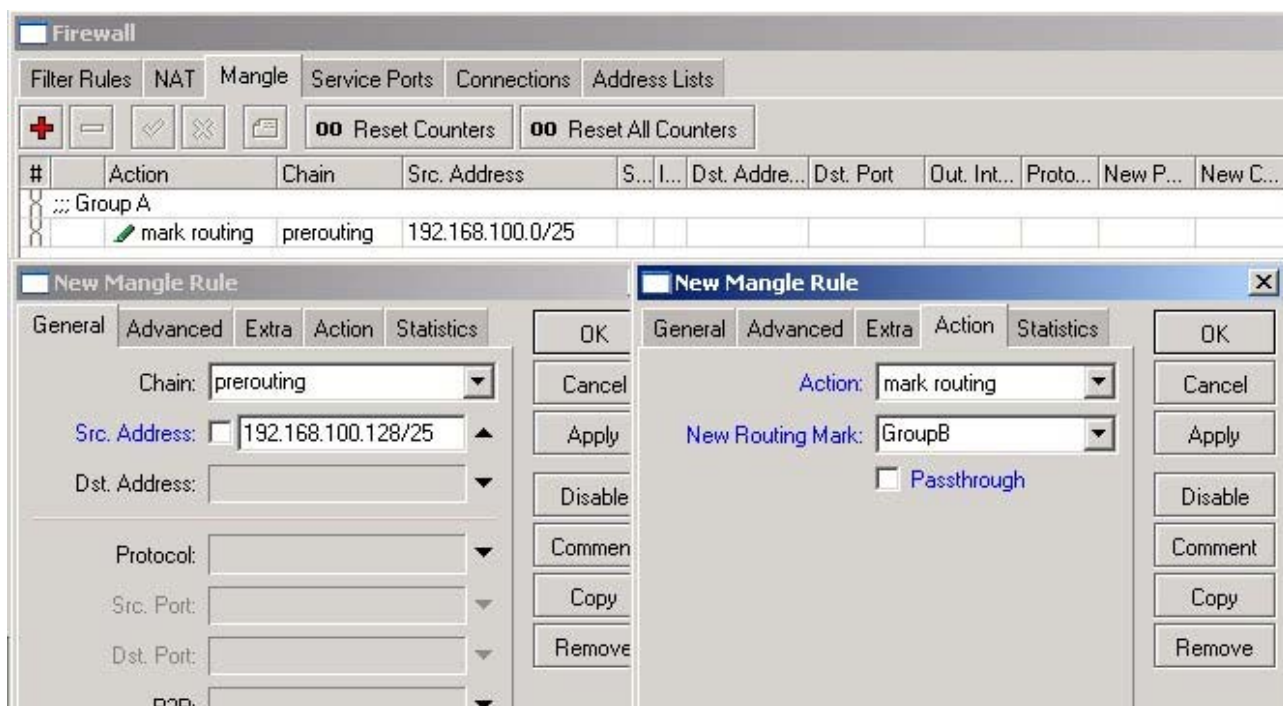 Firewall
Filter Rules NAT Mangle Service Ports Connections Address Lists
00 Reset Counters 00 Reset All Counters
# Action Chain Src. Address S... I... Dst. Addre... Dst. Port Out. Int... Proto... New P... New C...
;;; Group A
mark routing prerouting 192.168.100.0/25
New Mangle Rule
General Advanced Extra Action Statistics
OK
Chain: prerouting
Cancel
Src. Address: 192.168.100.128/25
Apply
Dst. Address:
Disable
Protocol:
Commen
Src. Port:
Copy
Dst. Port:
Remove
P2P:
New Mangle Rule
General Advanced Extra Action Statistics
OK
Action: mark routing
Cancel
New Routing Mark: GroupB
Apply
Passthrough
Disable
Comment
Copy
Remove